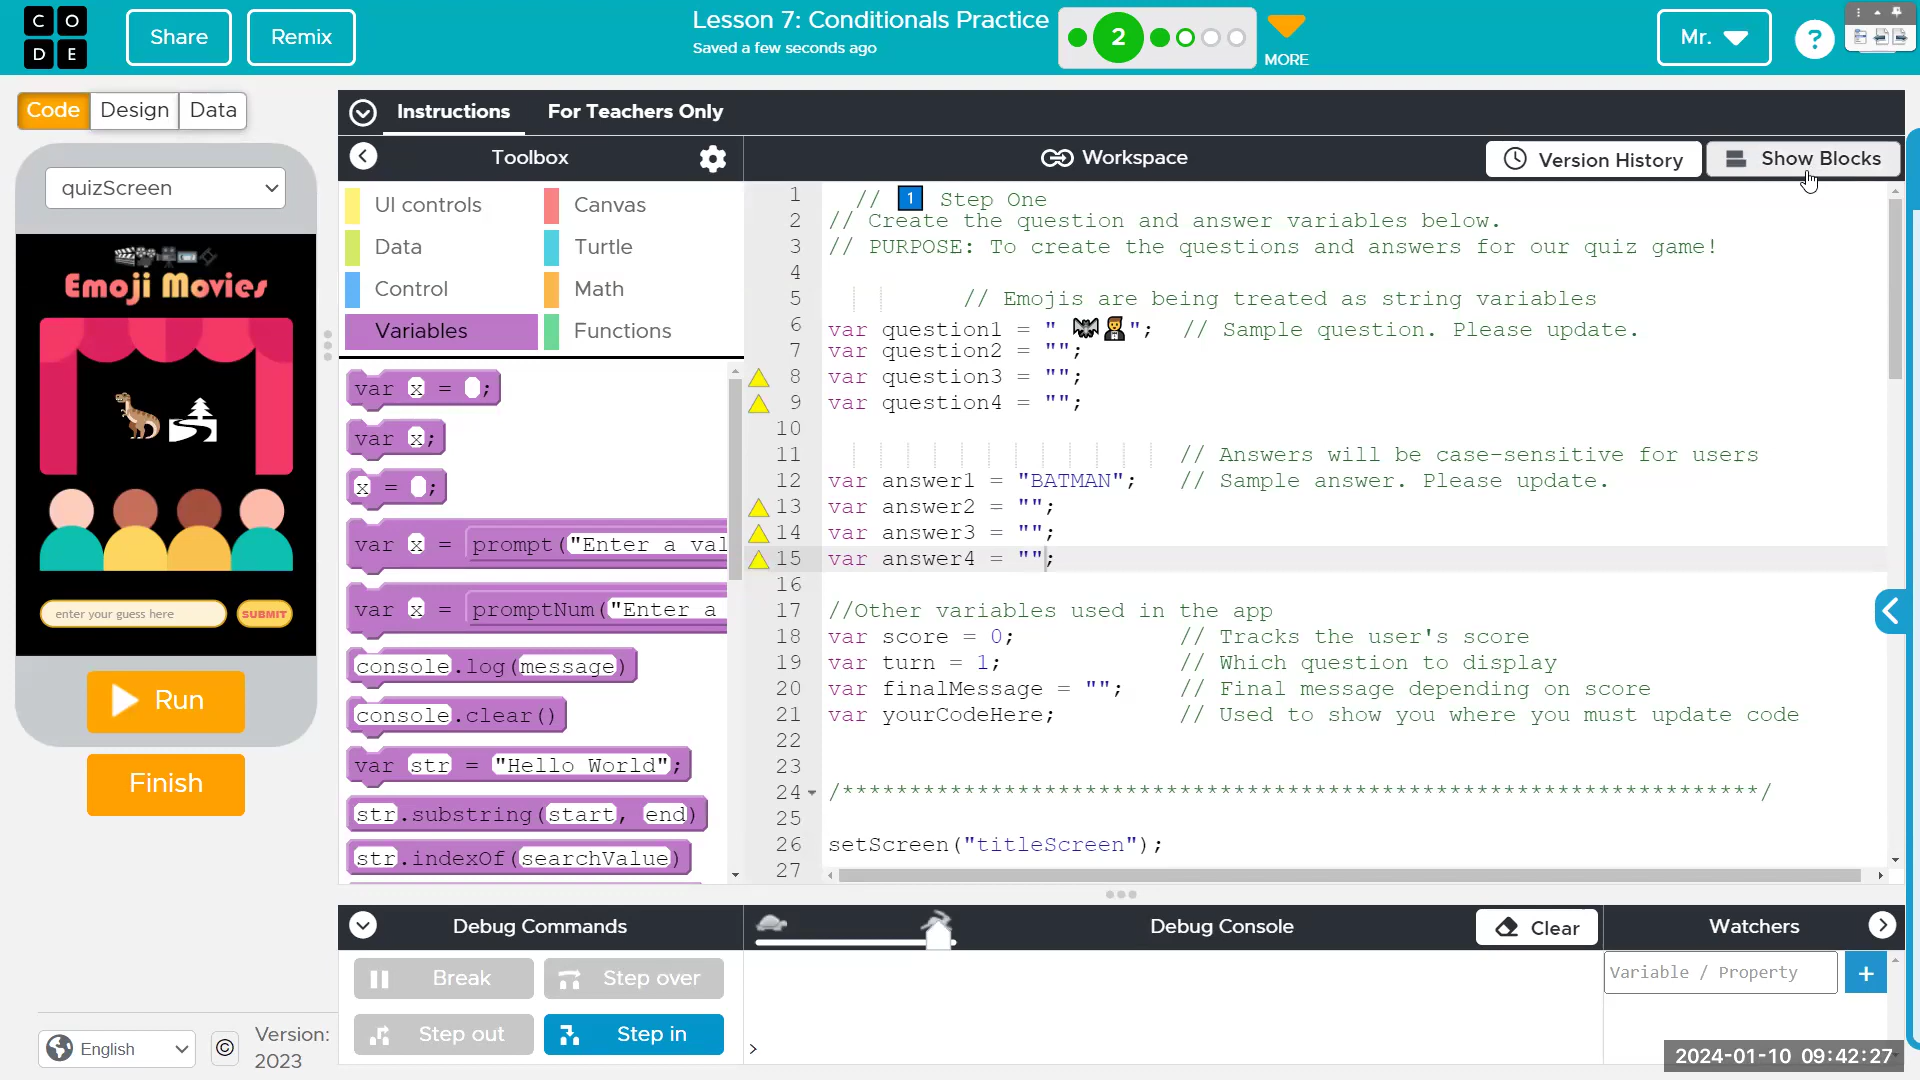 C O
D E
Share
Remix
Lesson 7: Conditionals Practice
Saved a few seconds ago
2
MORE
Mr.
?
Code
Design
Data
Instructions
For Teachers Only
quizScreen
Toolbox
Workspace
Version History
Show Blocks
Emoji Movies
enter your guess here
SUBMIT
Run
Finish
English
©
Version:
2023
UI controls
Canvas
Data
Turtle
Control
Math
Variables
Functions
var x = ;
var x;
x = ;
var x = prompt("Enter a val
var x = promptNum("Enter a
console.log(message)
console.clear()
var str = "Hello World";
str.substring(start, end)
str.indexOf(searchValue)
1 // 1 Step One
2 // Create the question and answer variables below.
3 // PURPOSE: To create the questions and answers for our quiz game!
4
5 // Emojis are being treated as string variables
6 var question1 = " 🦇🤵"; // Sample question. Please update.
7 var question2 = "";
8 var question3 = "";
9 var question4 = "";
10
11 // Answers will be case-sensitive for users
12 var answer1 = "BATMAN"; // Sample answer. Please update.
13 var answer2 = "";
14 var answer3 = "";
15 var answer4 = "";
16
17 //Other variables used in the app
18 var score = 0; // Tracks the user's score
19 var turn = 1; // Which question to display
20 var finalMessage = ""; // Final message depending on score
21 var yourCodeHere; // Used to show you where you must update code
22
23
24 /********************************************************************/
25
26 setScreen("titleScreen");
27
Debug Commands
Debug Console
Clear
Watchers
Break
Step over
Step out
Step in
Variable / Property
+
>
2024-01-10 09:42:27